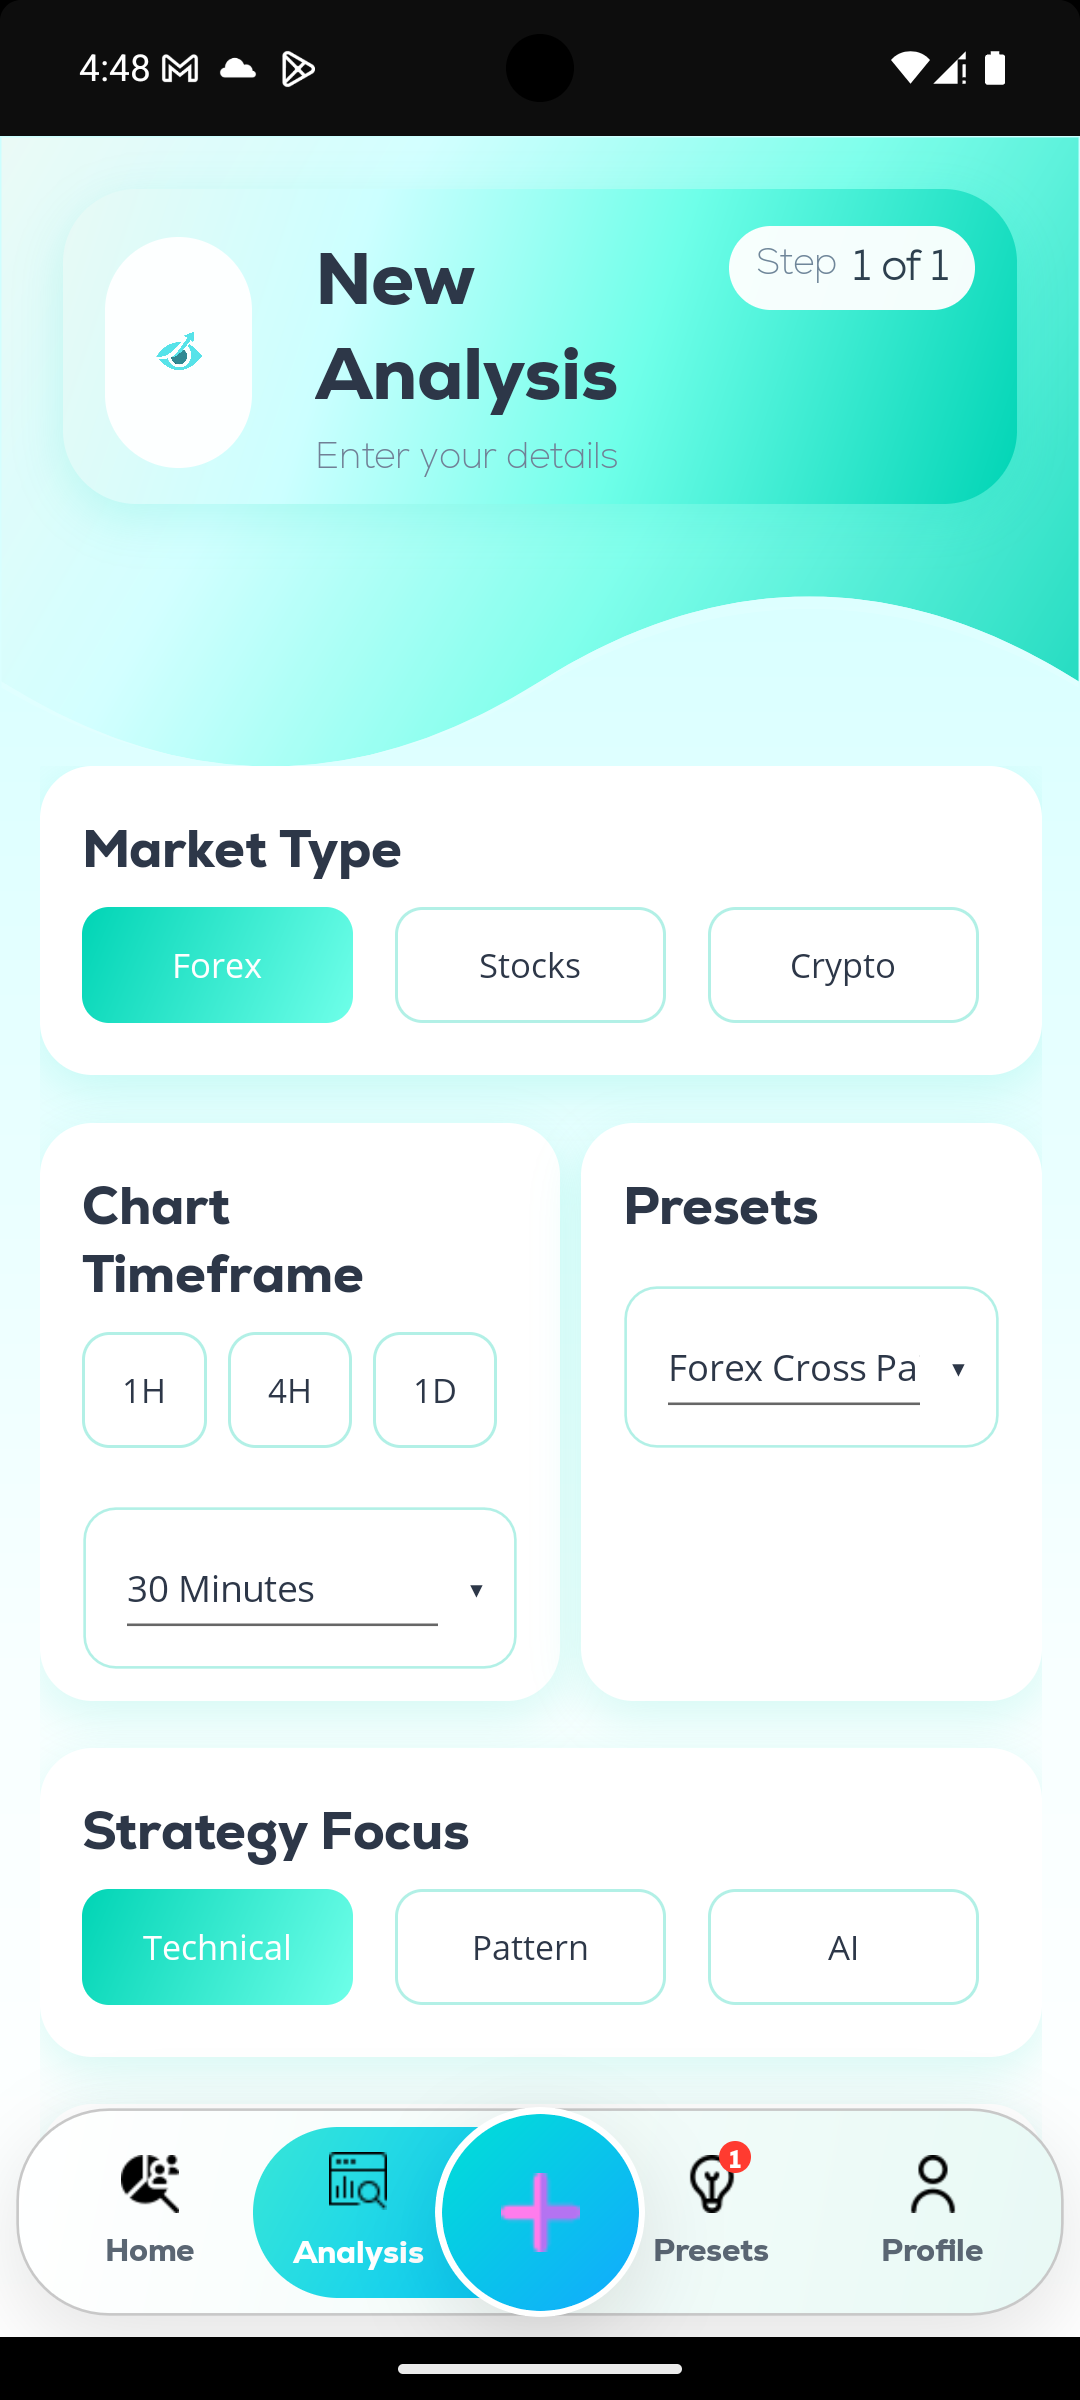 4:48
New
Analysis
Enter your details
Step 1 of 1
Market Type
Forex
Stocks
Crypto
Chart
Timeframe
1H
4H
1D
30 Minutes
Presets
Forex Cross Pa
Strategy Focus
Technical
Pattern
AI
Home
Analysis
1
Presets
Profile